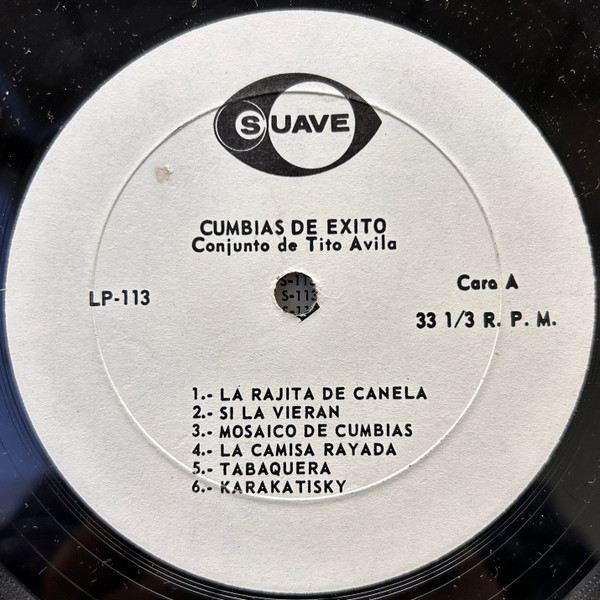 SUAVE
CUMBIAS DE EXITO
Conjunto de Tito Avila
LP-113
Cara A
33 1/3 R. P. M.
S-113
1.- LA RAJITA DE CANELA
2.- SI LA VIERAN
3.- MOSAICO DE CUMBIAS
4.- LA CAMISA RAYADA
5.- TABAQUERA
6.- KARAKATISKY